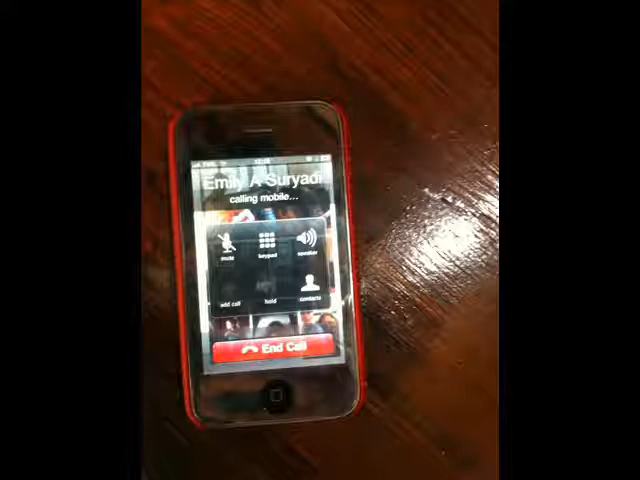 Emily A Suryadi
calling mobile...
mute keypad speaker
add call hold contacts
End Call